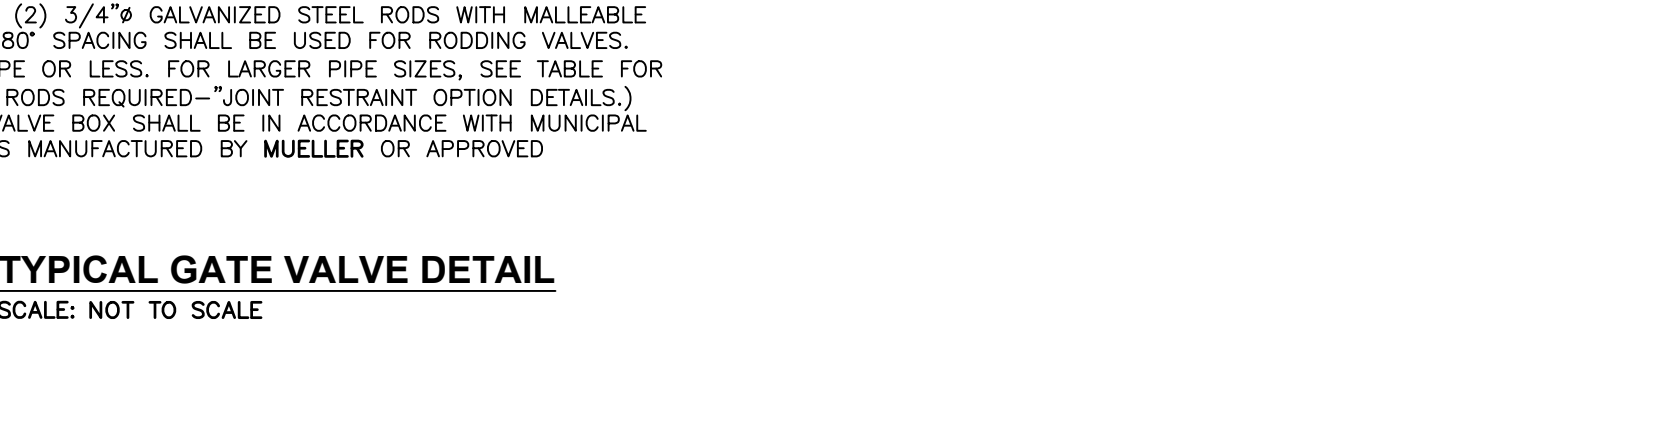 (2) 3/4"ø GALVANIZED STEEL RODS WITH MALLEABLE
80° SPACING SHALL BE USED FOR RODDING VALVES.
PE OR LESS. FOR LARGER PIPE SIZES, SEE TABLE FOR
RODS REQUIRED–"JOINT RESTRAINT OPTION DETAILS.)
VALVE BOX SHALL BE IN ACCORDANCE WITH MUNICIPAL
S MANUFACTURED BY MUELLER OR APPROVED
TYPICAL GATE VALVE DETAIL
SCALE: NOT TO SCALE